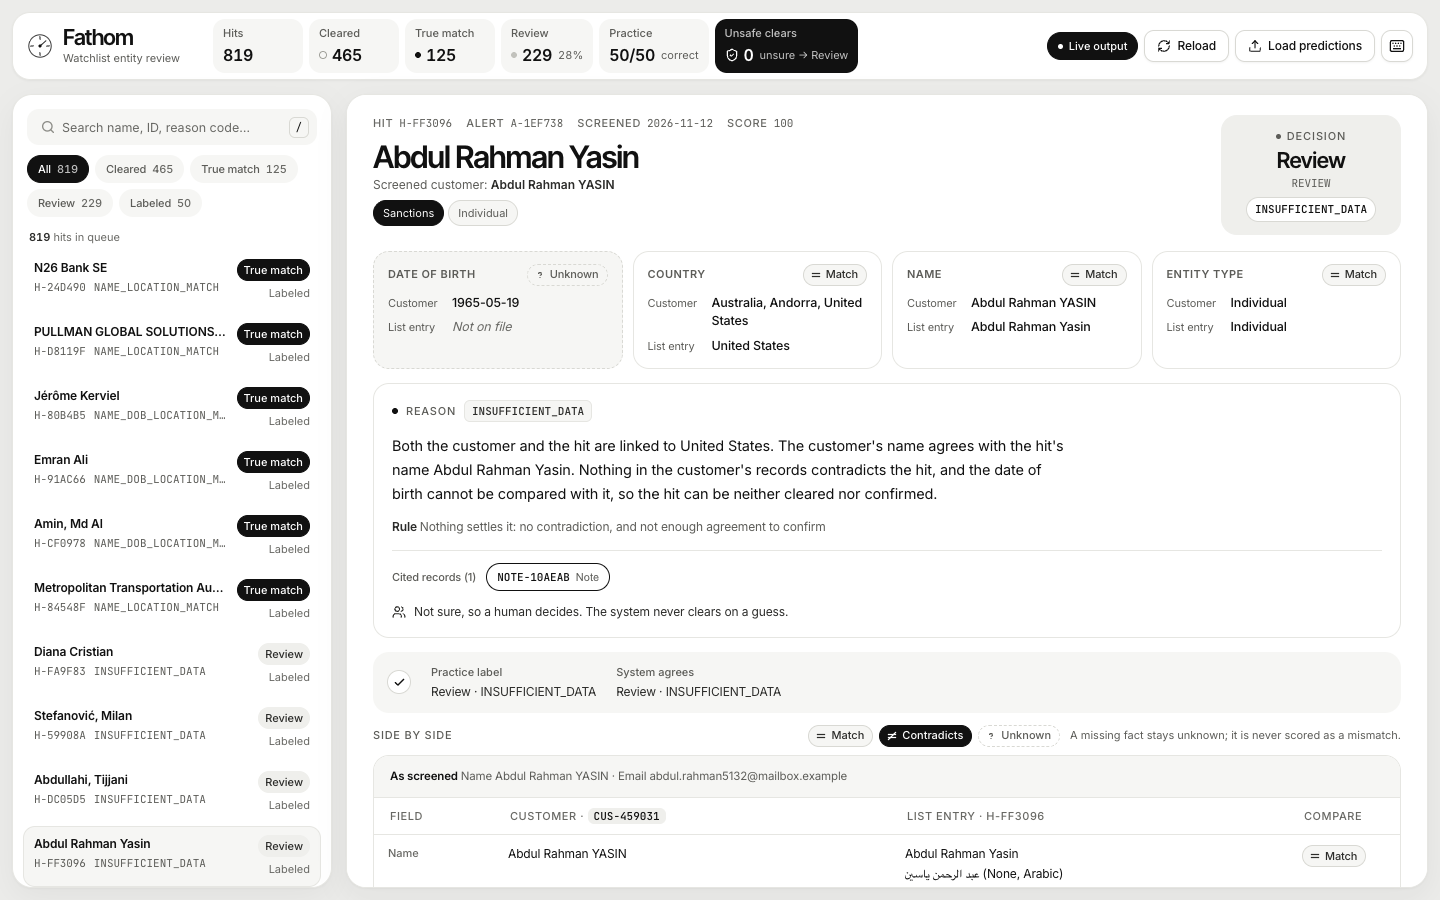 Fathom
Watchlist entity review
Hits
819
Cleared
465
True match
125
Review
229 28%
Practice
50/50 correct
Unsafe clears
0 unsure → Review
Live output
Reload
Load predictions
Search name, ID, reason code...
/
All 819
Cleared 465
True match 125
Review 229
Labeled 50
819 hits in queue
N26 Bank SE
True match
H-24D490 NAME_LOCATION_MATCH
Labeled
PULLMAN GLOBAL SOLUTIONS...
True match
H-D8119F NAME_LOCATION_MATCH
Labeled
Jérôme Kerviel
True match
H-80B4B5 NAME_DOB_LOCATION_M...
Labeled
Emran Ali
True match
H-91AC66 NAME_DOB_LOCATION_M...
Labeled
Amin, Md Al
True match
H-CF0978 NAME_DOB_LOCATION_M...
Labeled
Metropolitan Transportation Au...
True match
H-84548F NAME_LOCATION_MATCH
Labeled
Diana Cristian
Review
H-FA9F83 INSUFFICIENT_DATA
Labeled
Stefanović, Milan
Review
H-59908A INSUFFICIENT_DATA
Labeled
Abdullahi, Tijjani
Review
H-DC05D5 INSUFFICIENT_DATA
Labeled
Abdul Rahman Yasin
Review
H-FF3096 INSUFFICIENT_DATA
Labeled
HIT H-FF3096 ALERT A-1EF738 SCREENED 2026-11-12 SCORE 100
Abdul Rahman Yasin
Screened customer: Abdul Rahman YASIN
Sanctions
Individual
DECISION
Review
REVIEW
INSUFFICIENT_DATA
DATE OF BIRTH
? Unknown
Customer 1965-05-19
List entry Not on file
COUNTRY
= Match
Customer Australia, Andorra, United
States
List entry United States
NAME
= Match
Customer Abdul Rahman YASIN
List entry Abdul Rahman Yasin
ENTITY TYPE
= Match
Customer Individual
List entry Individual
REASON INSUFFICIENT_DATA
Both the customer and the hit are linked to United States. The customer's name agrees with the hit's
name Abdul Rahman Yasin. Nothing in the customer's records contradicts the hit, and the date of
birth cannot be compared with it, so the hit can be neither cleared nor confirmed.
Rule Nothing settles it: no contradiction, and not enough agreement to confirm
Cited records (1) NOTE-10AEAB Note
Not sure, so a human decides. The system never clears on a guess.
Practice label
Review · INSUFFICIENT_DATA
System agrees
Review · INSUFFICIENT_DATA
SIDE BY SIDE
= Match
≠ Contradicts
? Unknown
A missing fact stays unknown; it is never scored as a mismatch.
As screened Name Abdul Rahman YASIN · Email abdul.rahman5132@mailbox.example
FIELD
CUSTOMER · CUS-459031
LIST ENTRY · H-FF3096
COMPARE
Name
Abdul Rahman YASIN
Abdul Rahman Yasin
= Match
عبد الرحمن ياسين (None, Arabic)